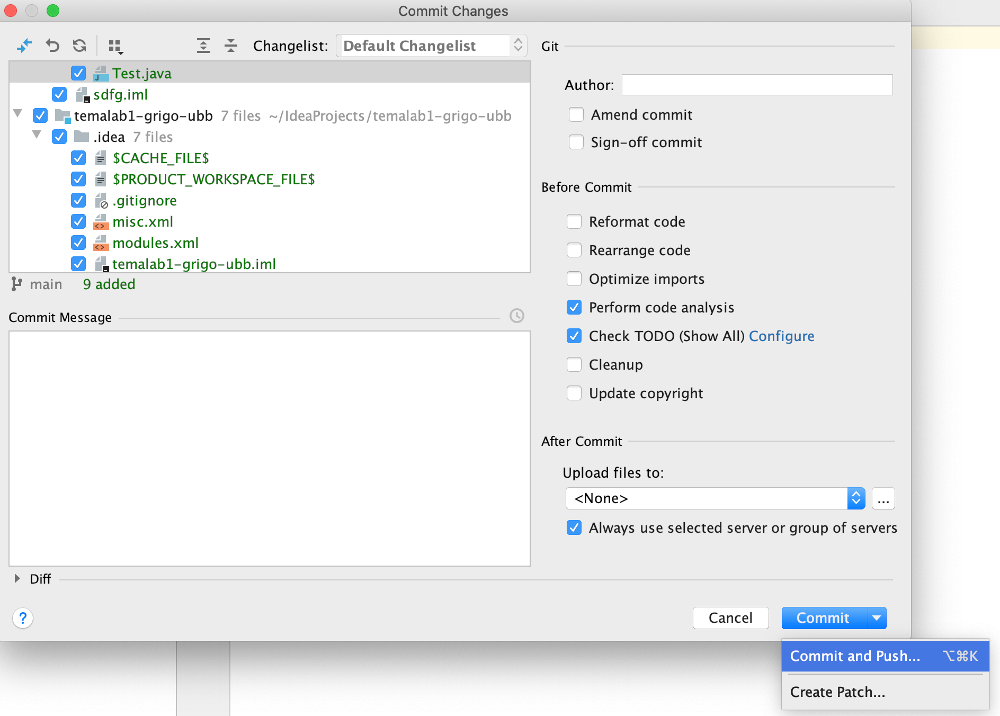 Commit Changes
Changelist: Default Changelist
Test.java
sdfg.iml
temalab1-grigo-ubb 7 files ~/IdeaProjects/temalab1-grigo-ubb
.idea 7 files
$CACHE_FILE$
$PRODUCT_WORKSPACE_FILE$
.gitignore
misc.xml
modules.xml
temalab1-grigo-ubb.iml
main 9 added
Commit Message
Diff
Git
Author:
Amend commit
Sign-off commit
Before Commit
Reformat code
Rearrange code
Optimize imports
Perform code analysis
Check TODO (Show All) Configure
Cleanup
Update copyright
After Commit
Upload files to:
<None>
...
Always use selected server or group of servers
?
Cancel
Commit
Commit and Push... ⌥⌘K
Create Patch...